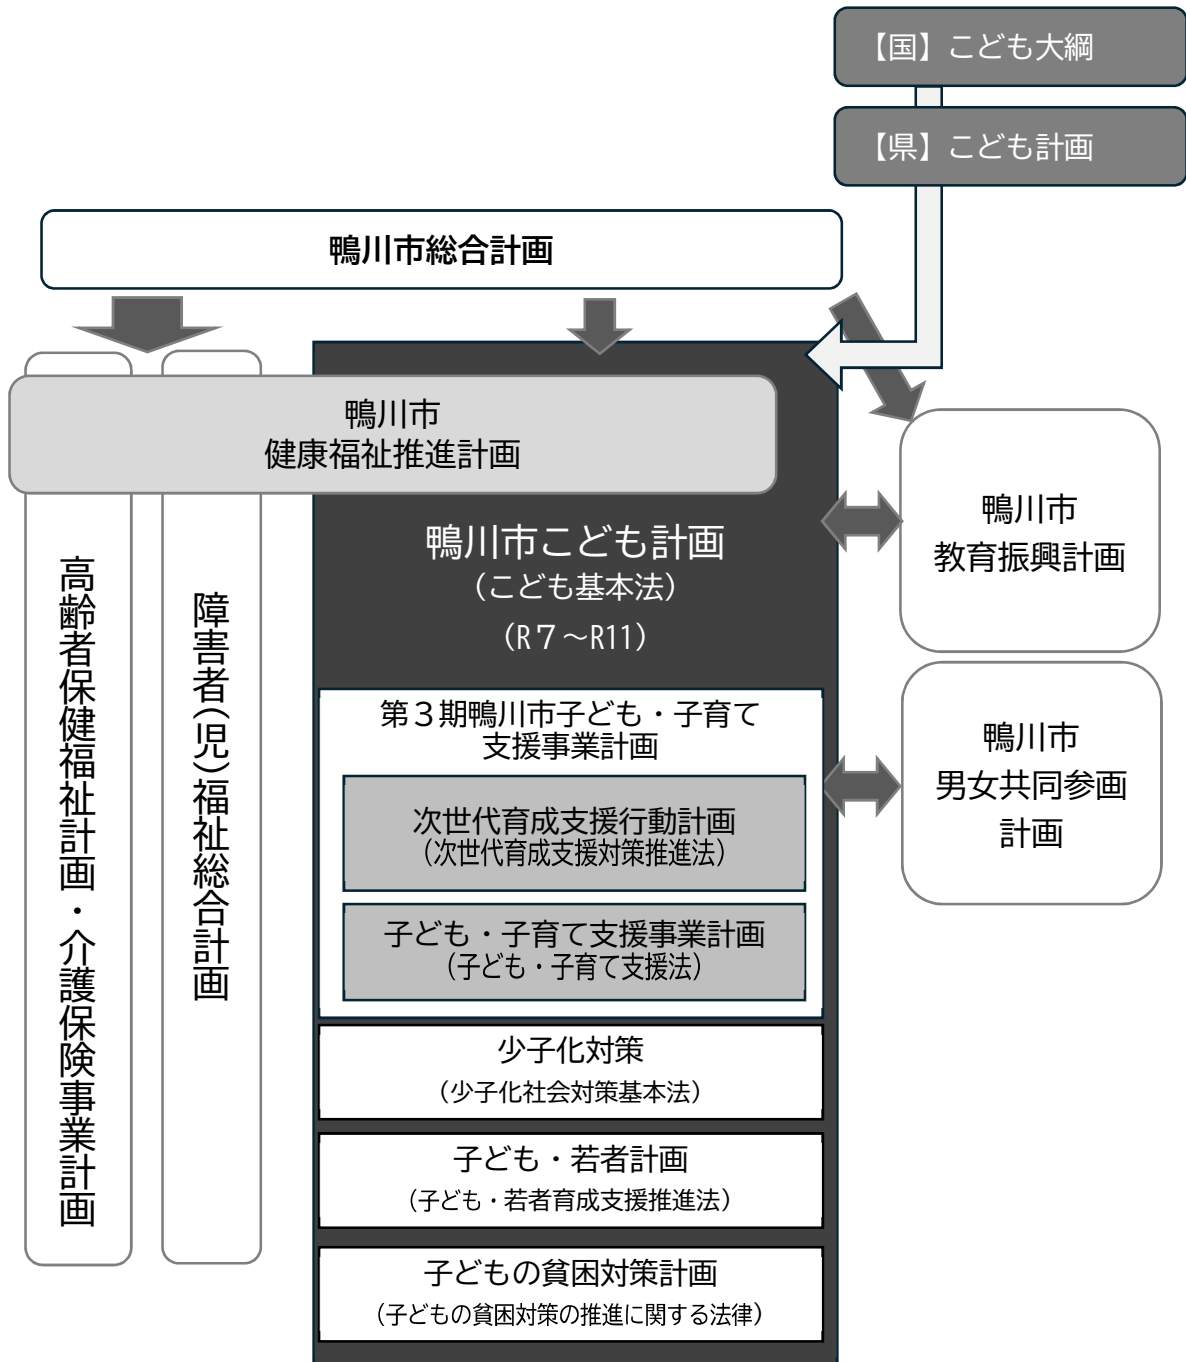 【国】こども大綱
【県】こども計画
鴨川市総合計画
鴨川市
健康福祉推進計画
高齢者保健福祉計画・介護保険事業計画
障害者(児)福祉総合計画
鴨川市こども計画
（こども基本法）
（R７～R11）
第３期鴨川市子ども・子育て
支援事業計画
次世代育成支援行動計画
（次世代育成支援対策推進法）
子ども・子育て支援事業計画
（子ども・子育て支援法）
少子化対策
（少子化社会対策基本法）
子ども・若者計画
（子ども・若者育成支援推進法）
子どもの貧困対策計画
（子どもの貧困対策の推進に関する法律）
鴨川市
教育振興計画
鴨川市
男女共同参画
計画